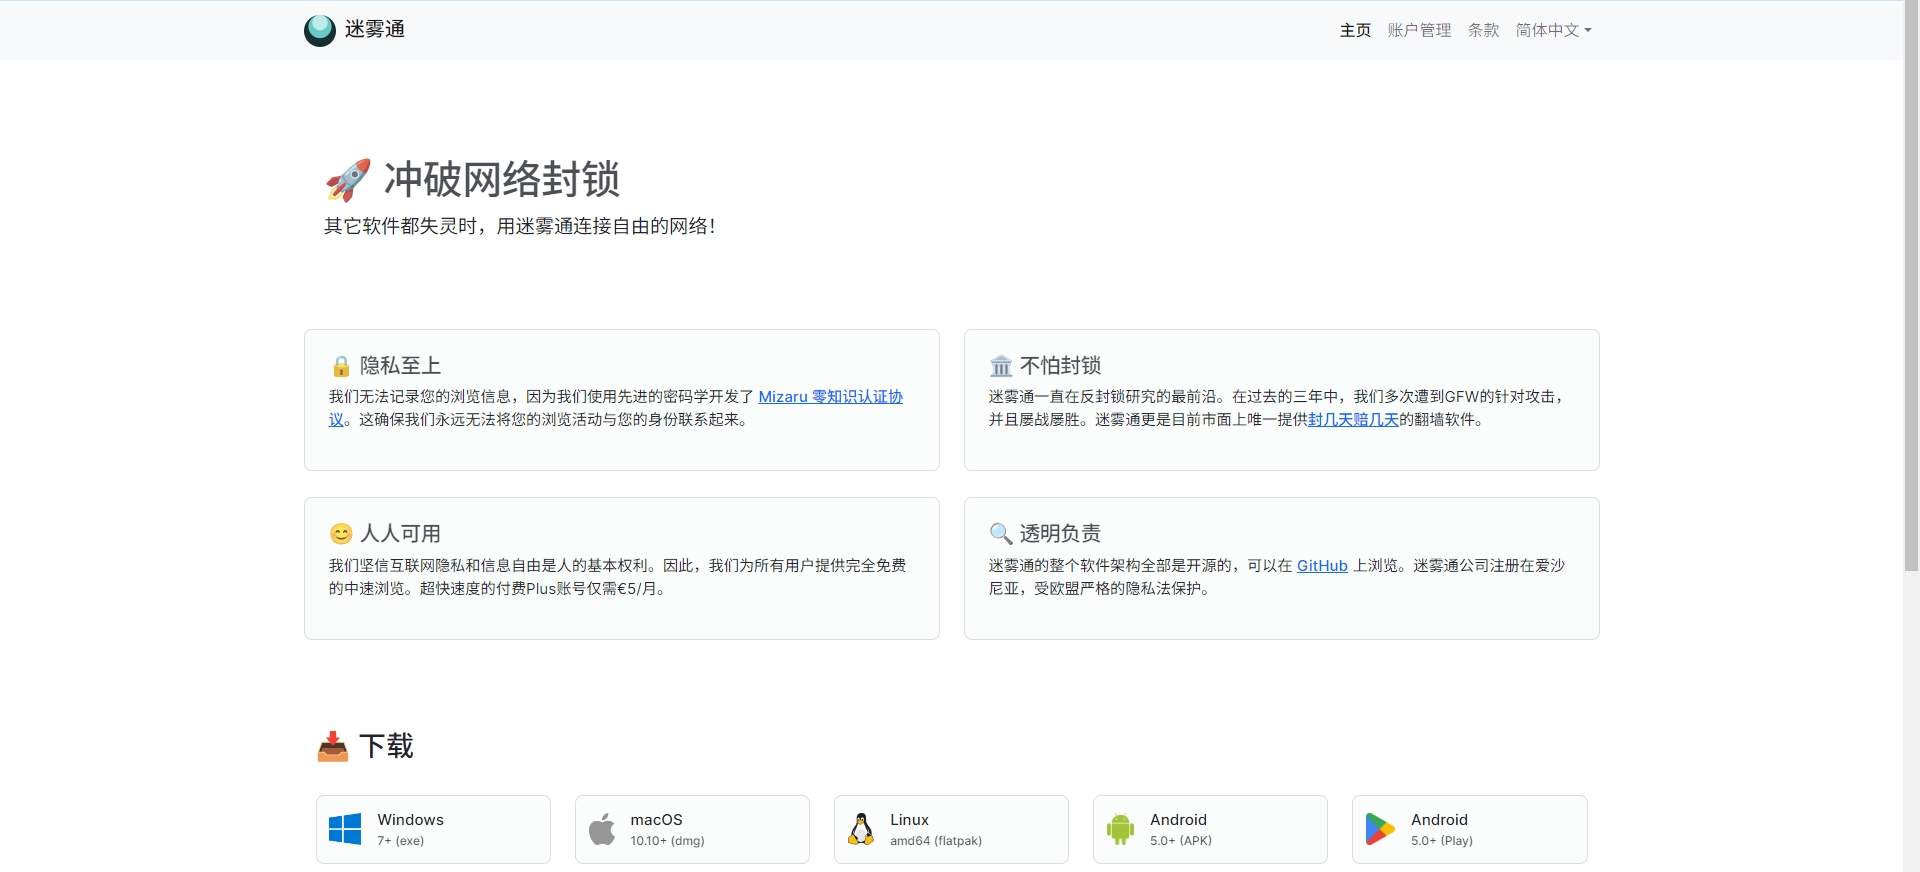 迷雾通
主页 账户管理 条款 简体中文
🚀 冲破网络封锁
其它软件都失灵时，用迷雾通连接自由的网络！
🔒 隐私至上
我们无法记录您的浏览信息，因为我们使用先进的密码学开发了 Mizaru 零知识认证协
议。这确保我们永远无法将您的浏览活动与您的身份联系起来。
🏛️ 不怕封锁
迷雾通一直在反封锁研究的最前沿。在过去的三年中，我们多次遭到GFW的针对攻击，
并且屡战屡胜。迷雾通更是目前市面上唯一提供封几天赔几天的翻墙软件。
😊 人人可用
我们坚信互联网隐私和信息自由是人的基本权利。因此，我们为所有用户提供完全免费
的中速浏览。超快速度的付费Plus账号仅需€5/月。
🔍 透明负责
迷雾通的整个软件架构全部是开源的，可以在 GitHub 上浏览。迷雾通公司注册在爱沙
尼亚，受欧盟严格的隐私法保护。
📥 下载
Windows
7+ (exe)
macOS
10.10+ (dmg)
Linux
amd64 (flatpak)
Android
5.0+ (APK)
Android
5.0+ (Play)